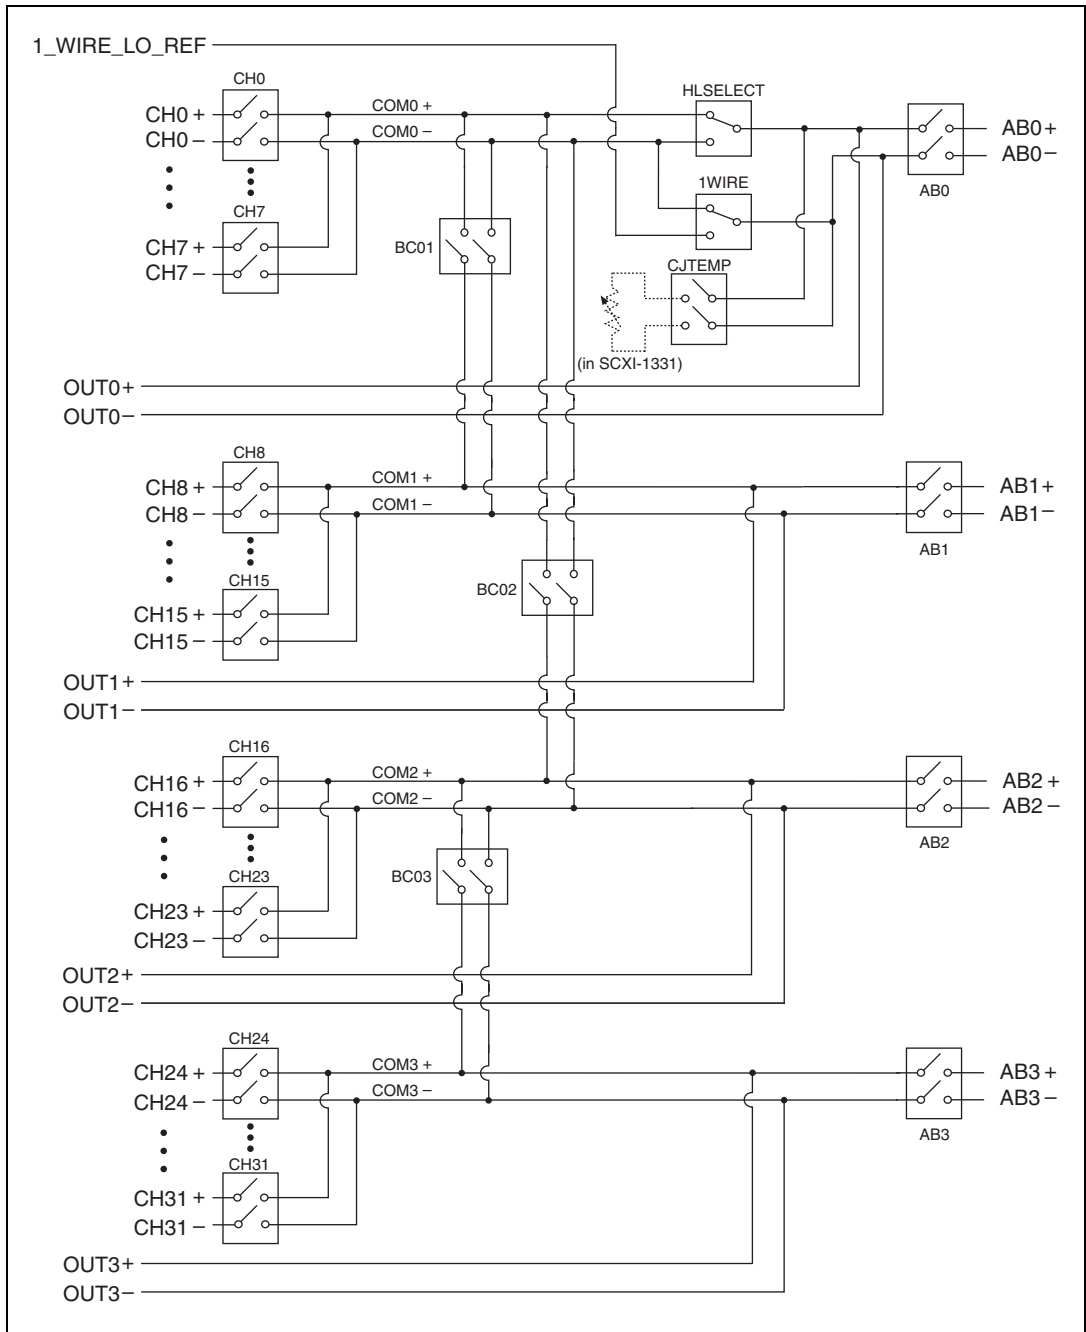 1_WIRE_LO_REF
CH0
HLSELECT
CH0+
COM0 +
AB0+
CH0−
COM0 −
AB0−
AB0
1WIRE
CH7
CH7+
BC01
CH7−
CJTEMP
(in SCXI-1331)
OUT0+
OUT0−
CH8
CH8+
COM1 +
AB1+
CH8−
COM1 −
AB1−
AB1
CH15
BC02
CH15+
CH15−
OUT1+
OUT1−
CH16
CH16+
COM2 +
AB2+
CH16−
COM2 −
AB2−
AB2
CH23
BC03
CH23+
CH23−
OUT2+
OUT2−
CH24
CH24+
COM3 +
AB3+
CH24−
COM3 −
AB3−
AB3
CH31
CH31+
CH31−
OUT3+
OUT3−